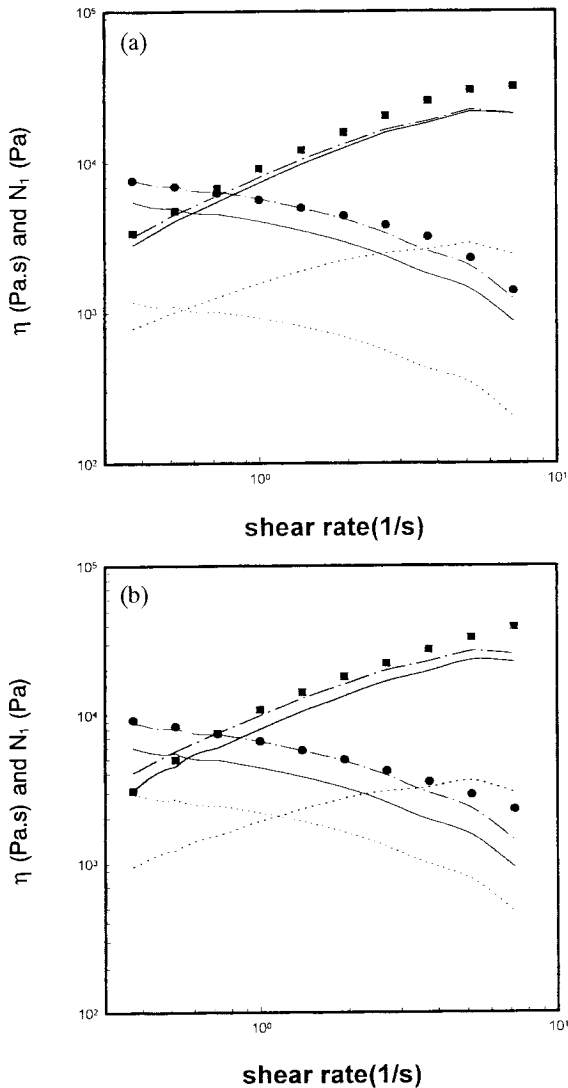 (a)
10⁵
10⁴
10³
10²
η (Pa.s) and N₁ (Pa)
10⁰
10¹
shear rate(1/s)
(b)
10⁵
10⁴
10³
10²
η (Pa.s) and N₁ (Pa)
10⁰
10¹
shear rate(1/s)